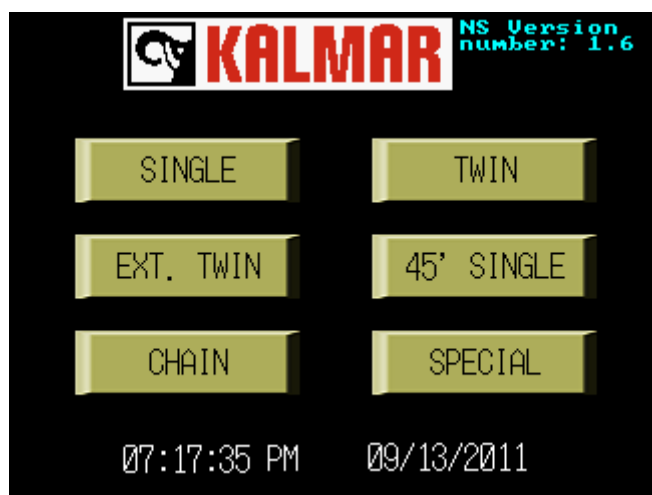 KALMAR
NS Version
number: 1.6
SINGLE
TWIN
EXT. TWIN
45' SINGLE
CHAIN
SPECIAL
07:17:35 PM
09/13/2011